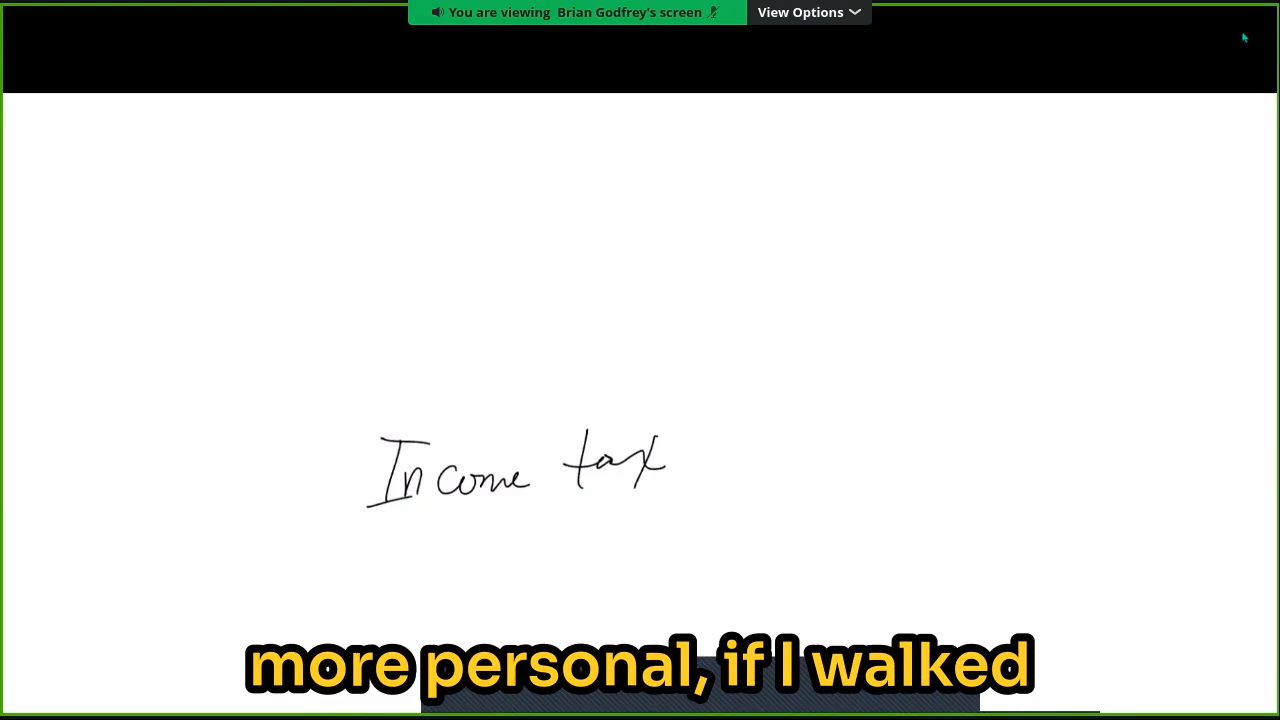 You are viewing Brian Godfrey's screen View Options
Income tax
more personal, if I walked